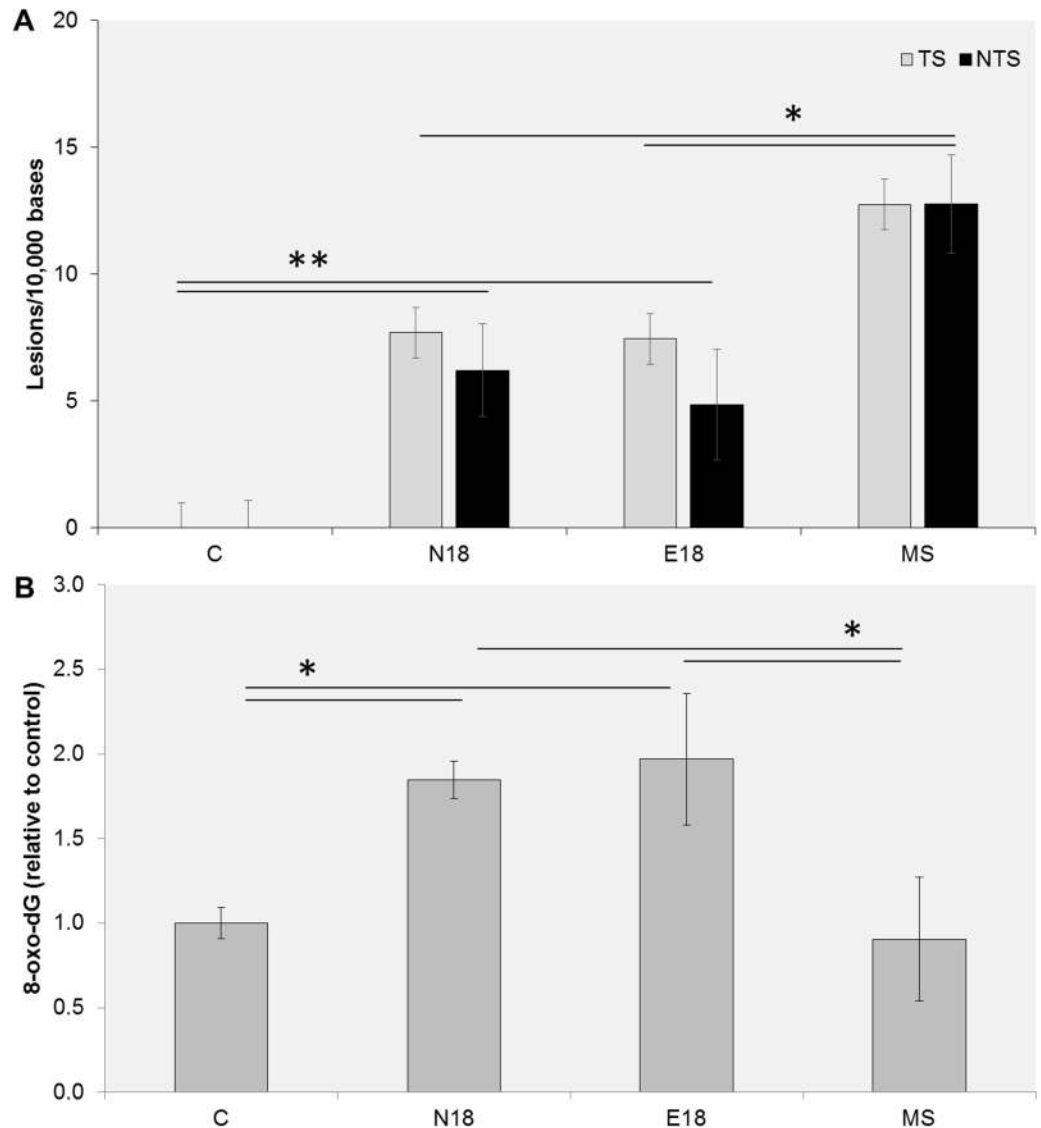 A
20
15
10
5
0
Lesions/10,000 bases
TS NTS
*
**
C N18 E18 MS
B
3.0
2.5
2.0
1.5
1.0
0.5
0.0
8-oxo-dG (relative to control)
*
*
C N18 E18 MS